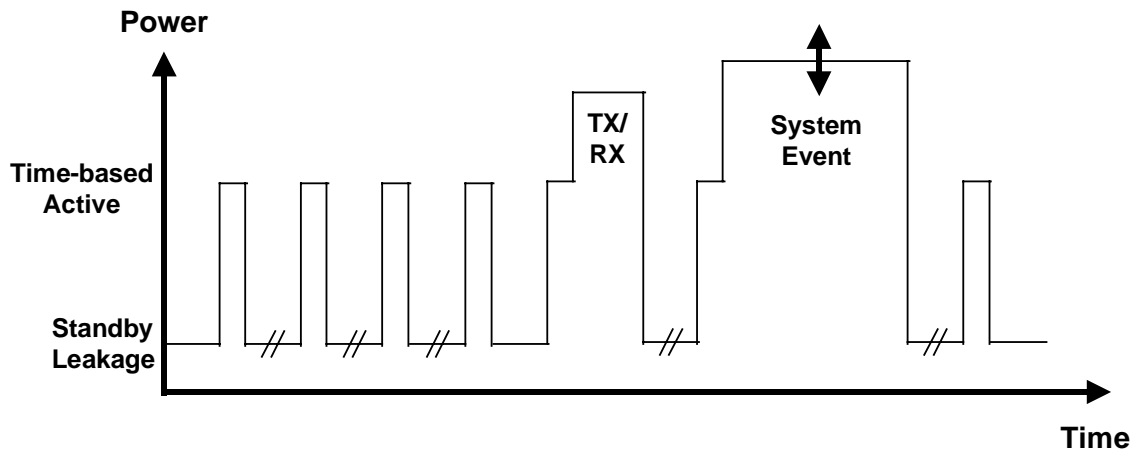 Power
TX/
RX
System
Event
Time-based
Active
Standby
Leakage
Time